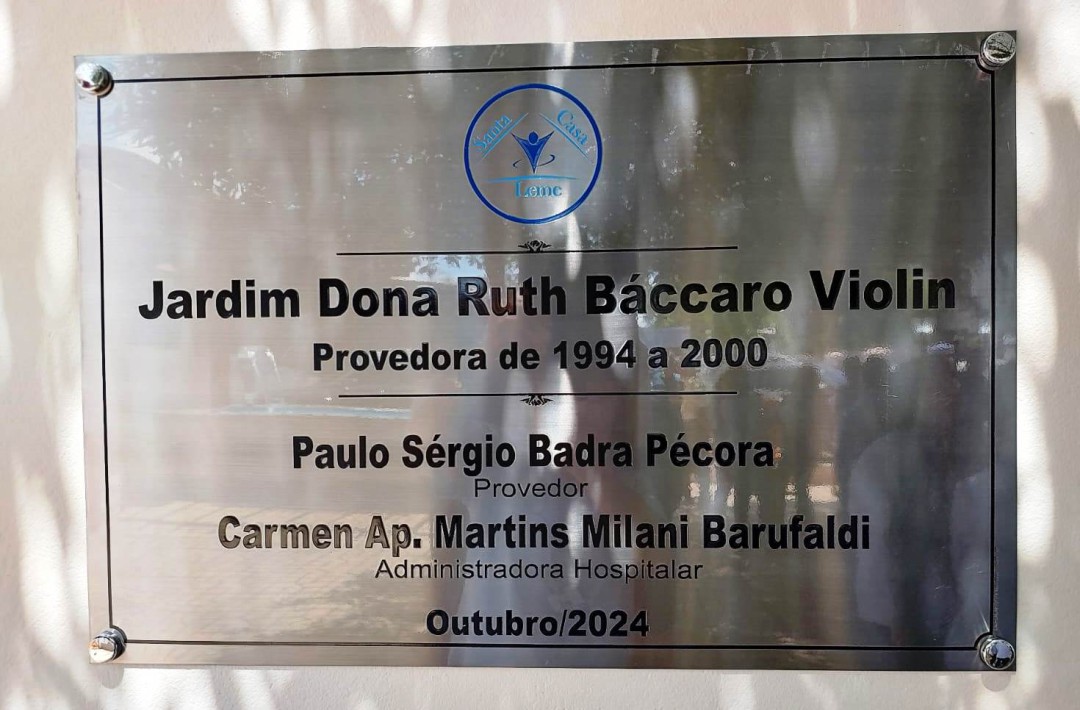 Santa Casa
Leme
Jardim Dona Ruth Báccaro Violin
Provedora de 1994 a 2000
Paulo Sérgio Badra Pécora
Provedor
Carmen Ap. Martins Milani Barufaldi
Administradora Hospitalar
Outubro/2024